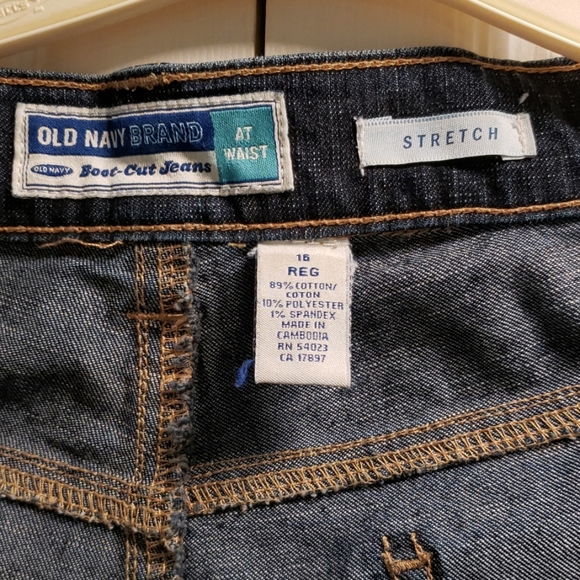 OLD NAVY BRAND
AT WAIST
OLD NAVY Boot-Cut Jeans
STRETCH
16
REG
89% COTTON/
COTON
10% POLYESTER
1% SPANDEX
MADE IN
CAMBODIA
RN 54023
CA 17897